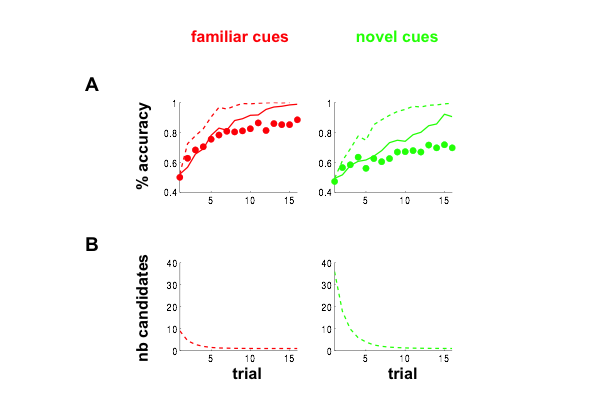 familiar cues novel cues
A
% accuracy
1 1
0.8 0.8
0.6 0.6
0.4 0.4
5 10 15 5 10 15
B
nb candidates
40 40
30 30
20 20
10 10
0 0
5 10 15 5 10 15
trial trial